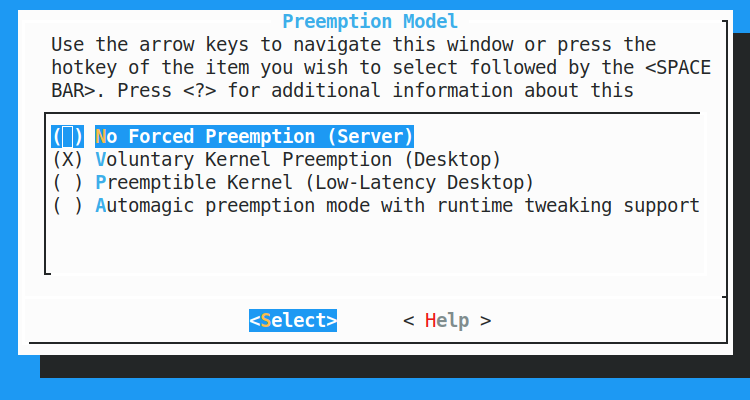 Preemption Model
Use the arrow keys to navigate this window or press the
hotkey of the item you wish to select followed by the <SPACE
BAR>. Press <?> for additional information about this
( ) No Forced Preemption (Server)
(X) Voluntary Kernel Preemption (Desktop)
( ) Preemptible Kernel (Low-Latency Desktop)
( ) Automagic preemption mode with runtime tweaking support
<Select> < Help >